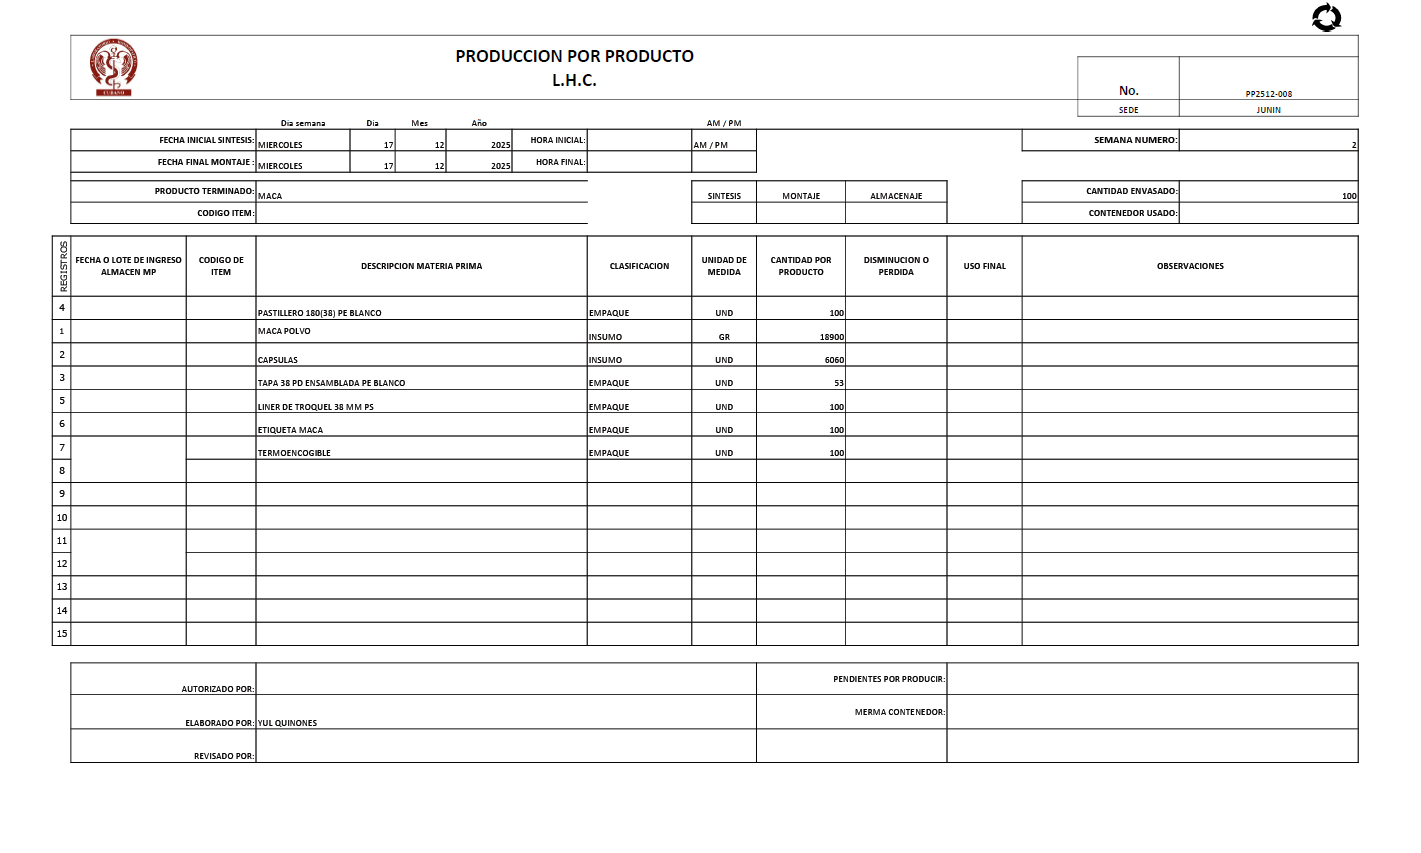 PRODUCCION POR PRODUCTO
L.H.C.
No. PP2512-008
SEDE JUNIN
Dia semana Dia Mes Año AM / PM
FECHA INICIAL SINTESIS: MIERCOLES 17 12 2025 HORA INICIAL: AM / PM SEMANA NUMERO: 2
FECHA FINAL MONTAJE : MIERCOLES 17 12 2025 HORA FINAL:
PRODUCTO TERMINADO: MACA SINTESIS MONTAJE ALMACENAJE CANTIDAD ENVASADO: 100
CODIGO ITEM: CONTENEDOR USADO:
REGISTROS FECHA O LOTE DE INGRESO ALMACEN MP CODIGO DE ITEM DESCRIPCION MATERIA PRIMA CLASIFICACION UNIDAD DE MEDIDA CANTIDAD POR PRODUCTO DISMINUCION O PERDIDA USO FINAL OBSERVACIONES
4 PASTILLERO 180(38) PE BLANCO EMPAQUE UND 100
1 MACA POLVO INSUMO GR 18900
2 CAPSULAS INSUMO UND 6060
3 TAPA 38 PD ENSAMBLADA PE BLANCO EMPAQUE UND 53
5 LINER DE TROQUEL 38 MM PS EMPAQUE UND 100
6 ETIQUETA MACA EMPAQUE UND 100
7 TERMOENCOGIBLE EMPAQUE UND 100
8
9
10
11
12
13
14
15
AUTORIZADO POR: PENDIENTES POR PRODUCIR:
ELABORADO POR: YUL QUINONES MERMA CONTENEDOR:
REVISADO POR: